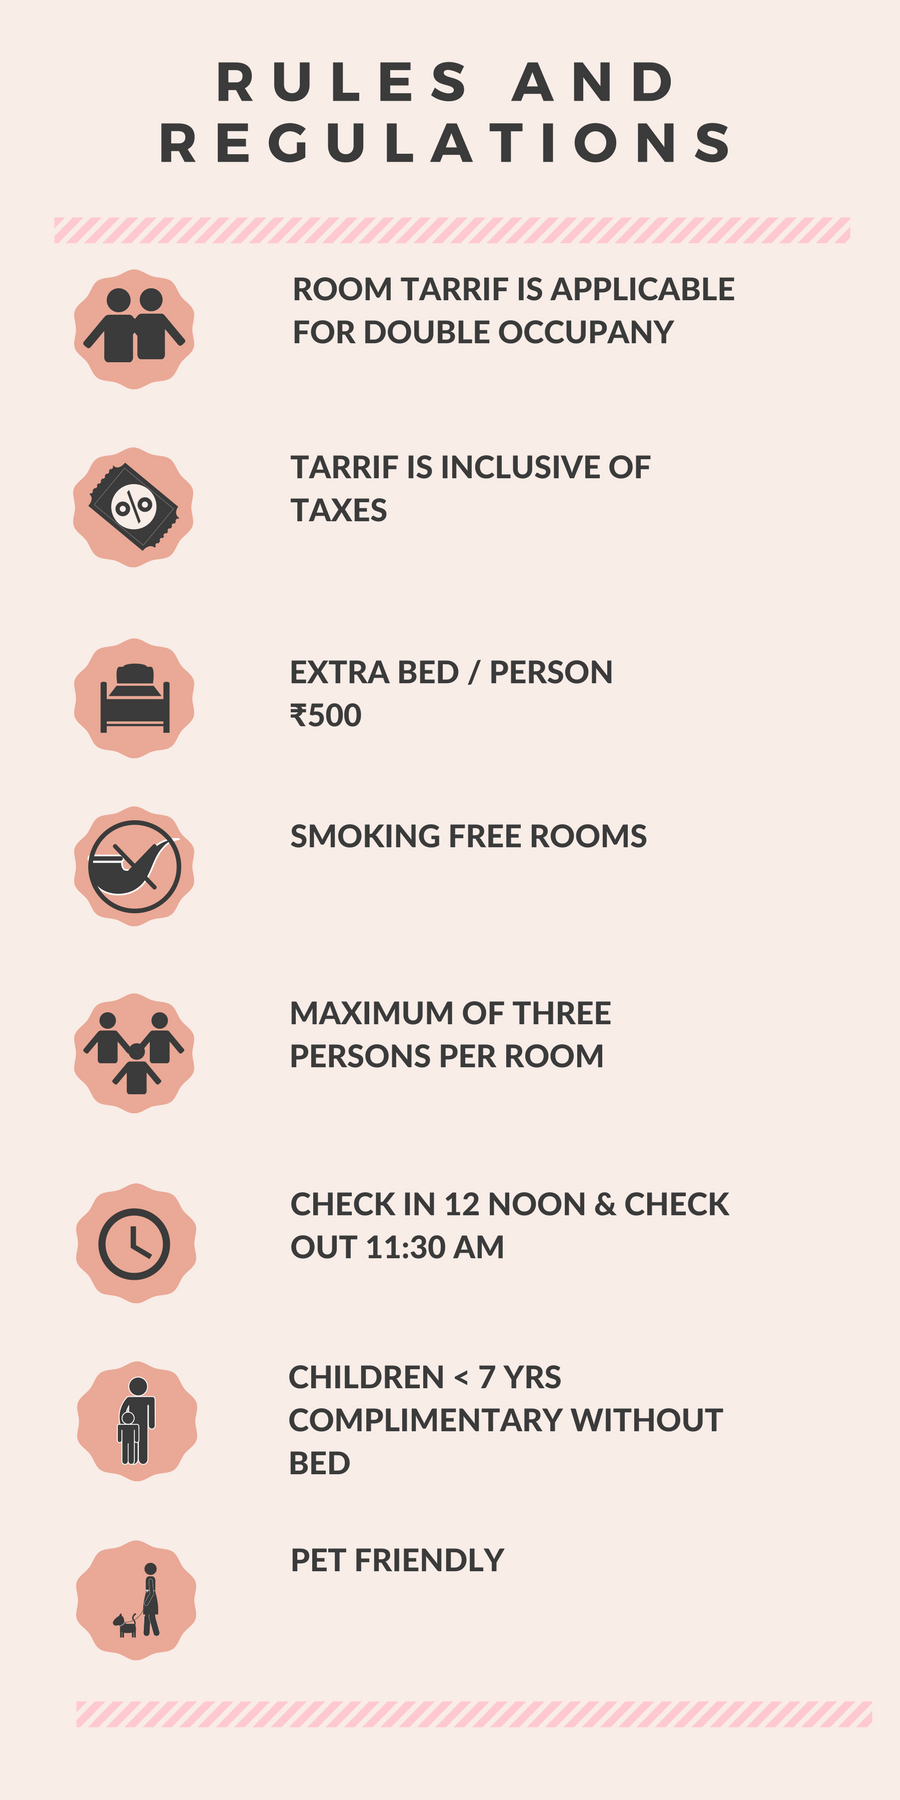 RULES AND
REGULATIONS
ROOM TARRIF IS APPLICABLE
FOR DOUBLE OCCUPANY
TARRIF IS INCLUSIVE OF
TAXES
EXTRA BED / PERSON
₹500
SMOKING FREE ROOMS
MAXIMUM OF THREE
PERSONS PER ROOM
CHECK IN 12 NOON & CHECK
OUT 11:30 AM
CHILDREN < 7 YRS
COMPLIMENTARY WITHOUT
BED
PET FRIENDLY